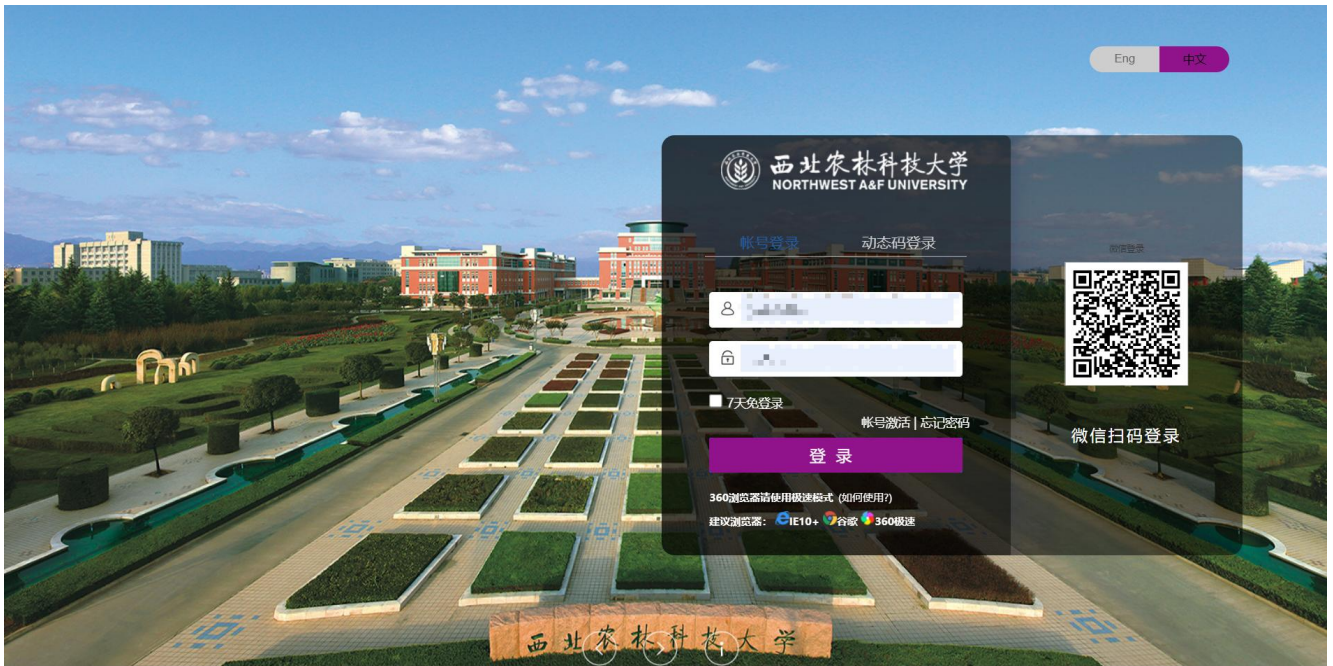 Eng 中文
西北农林科技大学
NORTHWEST A&F UNIVERSITY
帐号登录 动态码登录
7天免登录
帐号激活 | 忘记密码
登 录
360浏览器请使用极速模式 (如何使用?)
建议浏览器: IE10+ 谷歌 360极速
微信登录
微信扫码登录
西北农林科技大学